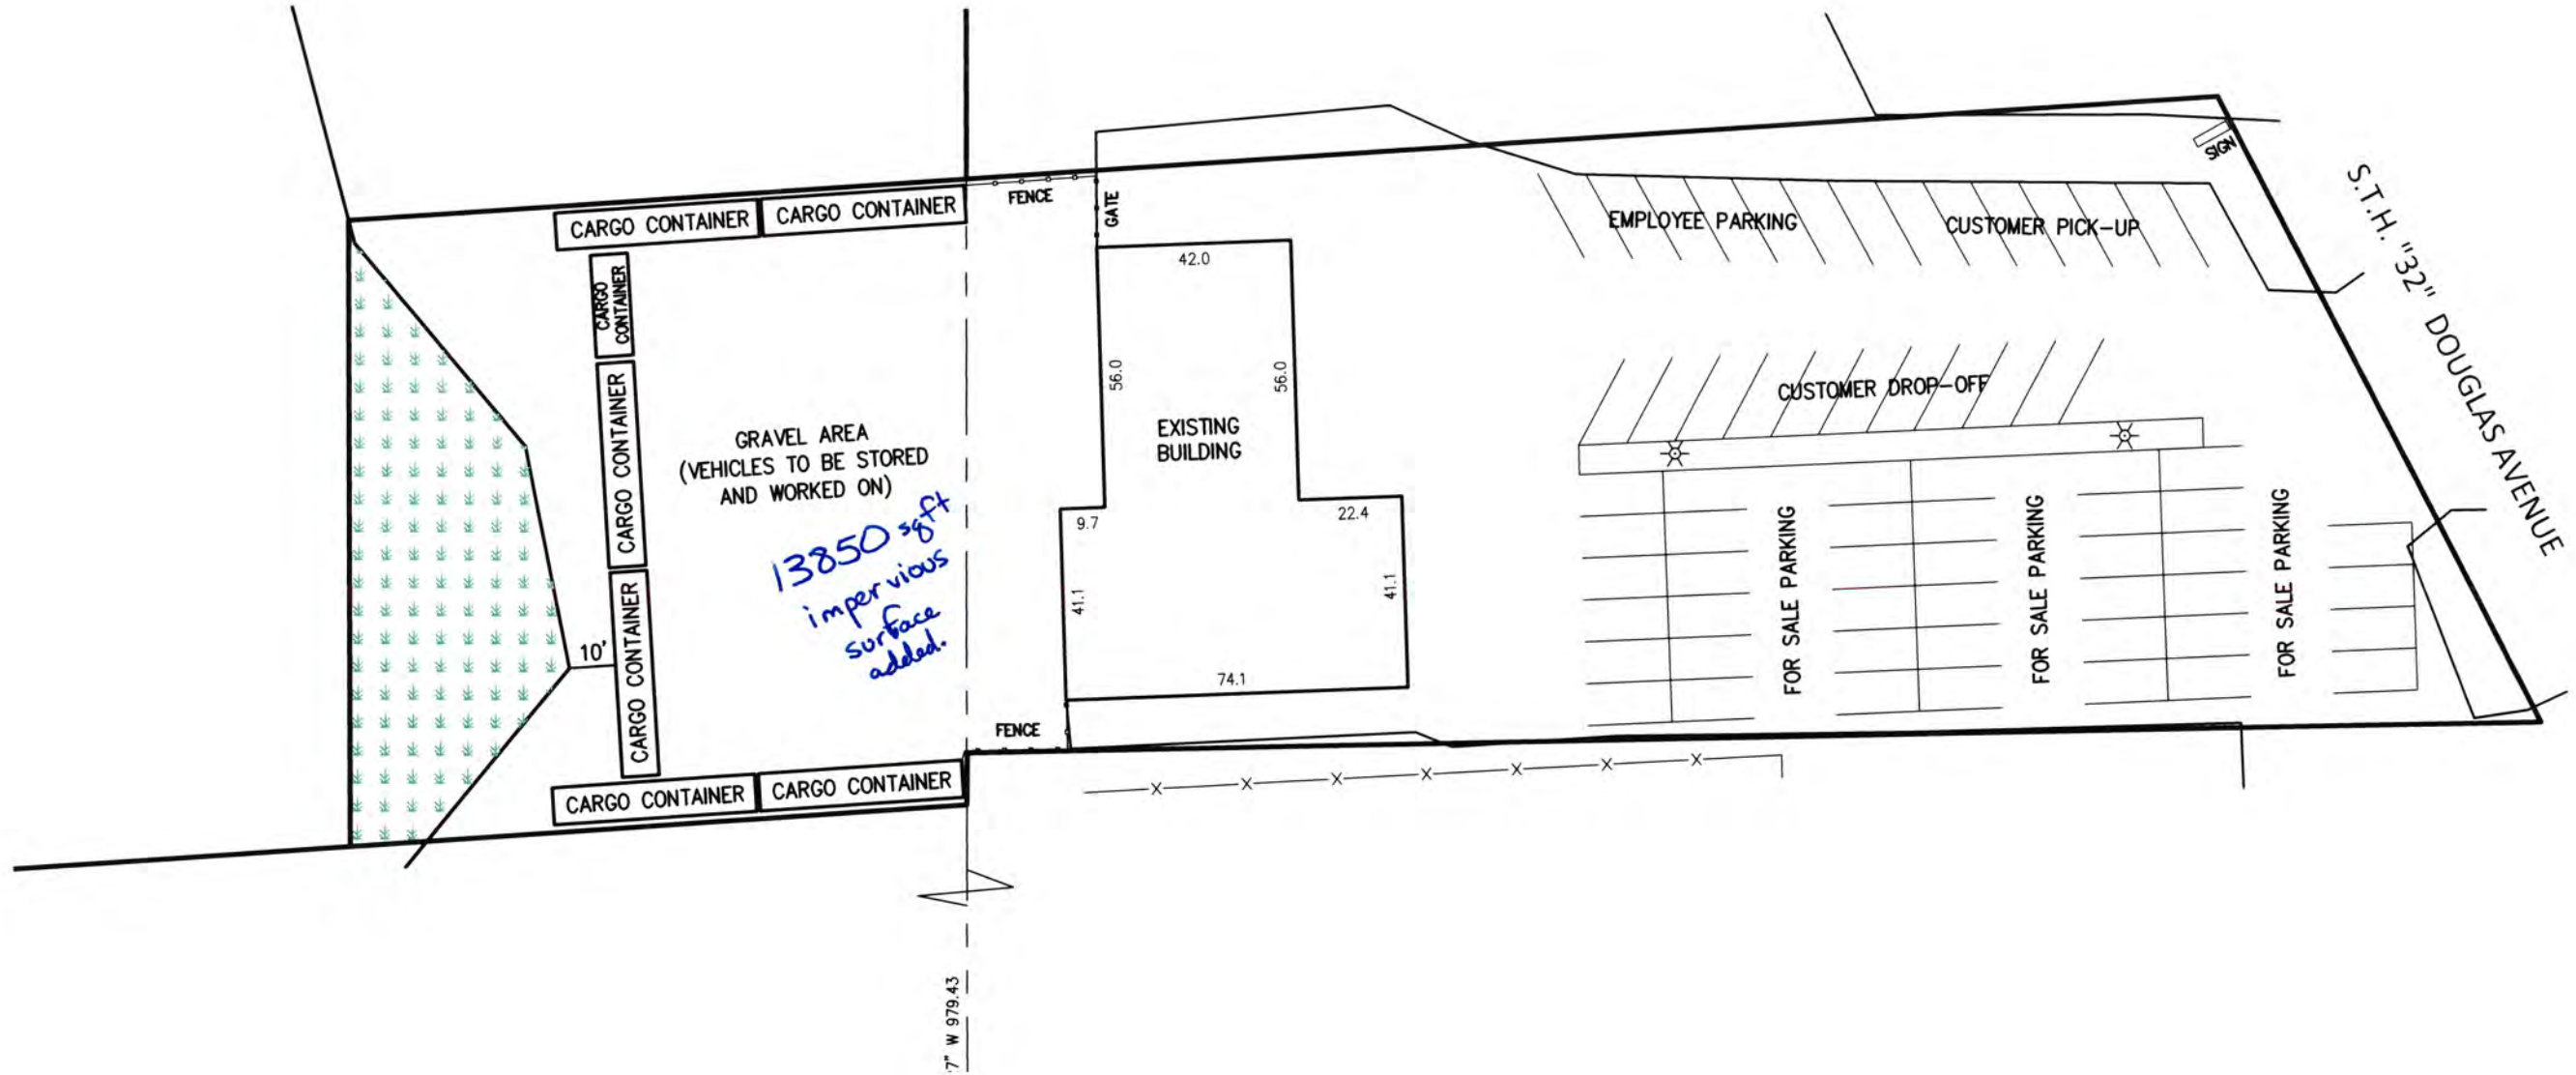 SIGN
S.T.H. "32" DOUGLAS AVENUE
CARGO CONTAINER
CARGO CONTAINER
FENCE
GATE
EMPLOYEE PARKING
CUSTOMER PICK-UP
42.0
CARGO
CONTAINER
56.0
56.0
CUSTOMER DROP-OFF
CARGO CONTAINER
GRAVEL AREA
(VEHICLES TO BE STORED
AND WORKED ON)
EXISTING
BUILDING
13850 sqft
impervious
surface
added.
9.7
22.4
41.1
41.1
74.1
FOR SALE PARKING
FOR SALE PARKING
FOR SALE PARKING
10'
CARGO CONTAINER
FENCE
CARGO CONTAINER
CARGO CONTAINER
7" W 979.43